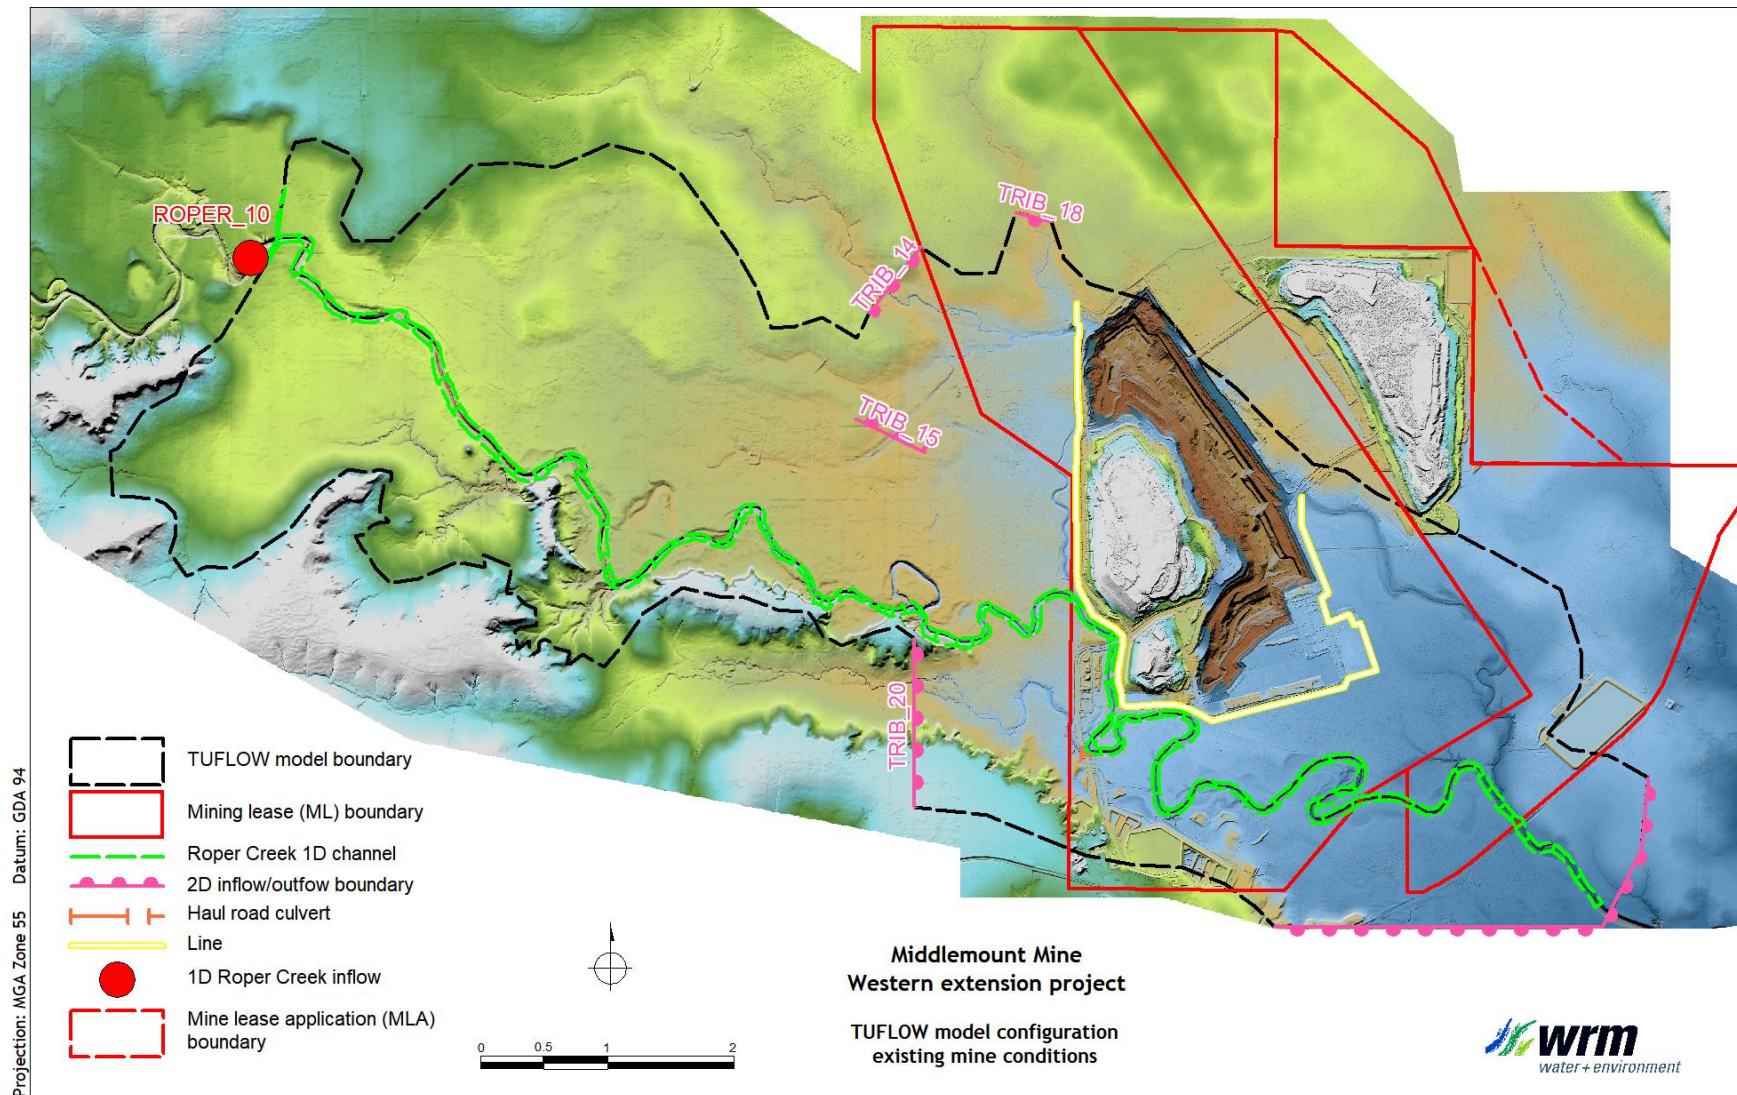 ROPER_10
TRIB_18
TRIB_14
TRIB_15
TRIB_20
TUFLOW model boundary
Mining lease (ML) boundary
Roper Creek 1D channel
2D inflow/outfow boundary
Haul road culvert
Line
1D Roper Creek inflow
Mine lease application (MLA)
boundary
Projection: MGA Zone 55 Datum: GDA 94
0 0.5 1 2
Middlemount Mine
Western extension project
TUFLOW model configuration
existing mine conditions
wrm
water+environment